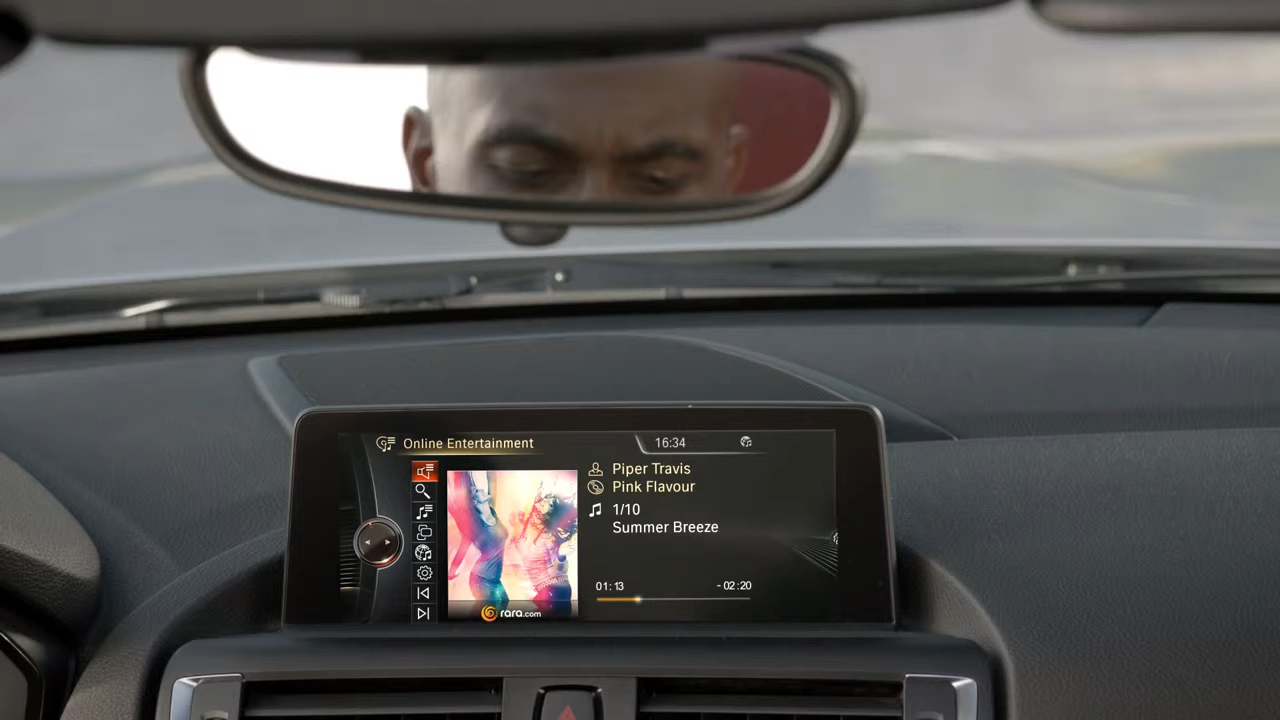 Online Entertainment
16:34
Piper Travis
Pink Flavour
1/10
Summer Breeze
01:13
-02:20
rara.com